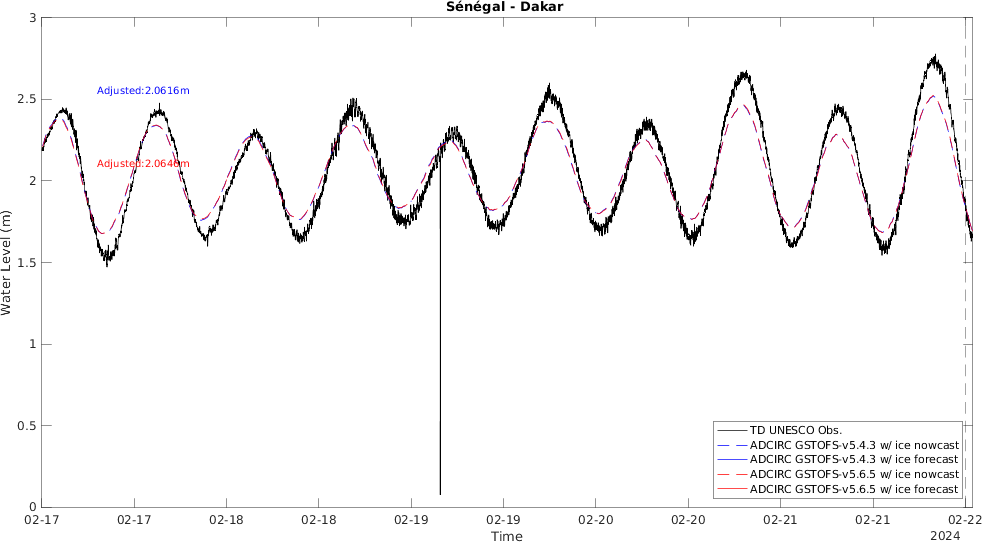 Sénégal - Dakar
3
2.5
2
1.5
1
0.5
0
Water Level (m)
Adjusted:2.0616m
Adjusted:2.0646m
TD UNESCO Obs.
ADCIRC GSTOFS-v5.4.3 w/ ice nowcast
ADCIRC GSTOFS-v5.4.3 w/ ice forecast
ADCIRC GSTOFS-v5.6.5 w/ ice nowcast
ADCIRC GSTOFS-v5.6.5 w/ ice forecast
02-17 02-17 02-18 02-18 02-19 02-19 02-20 02-20 02-21 02-21 02-22
Time
2024